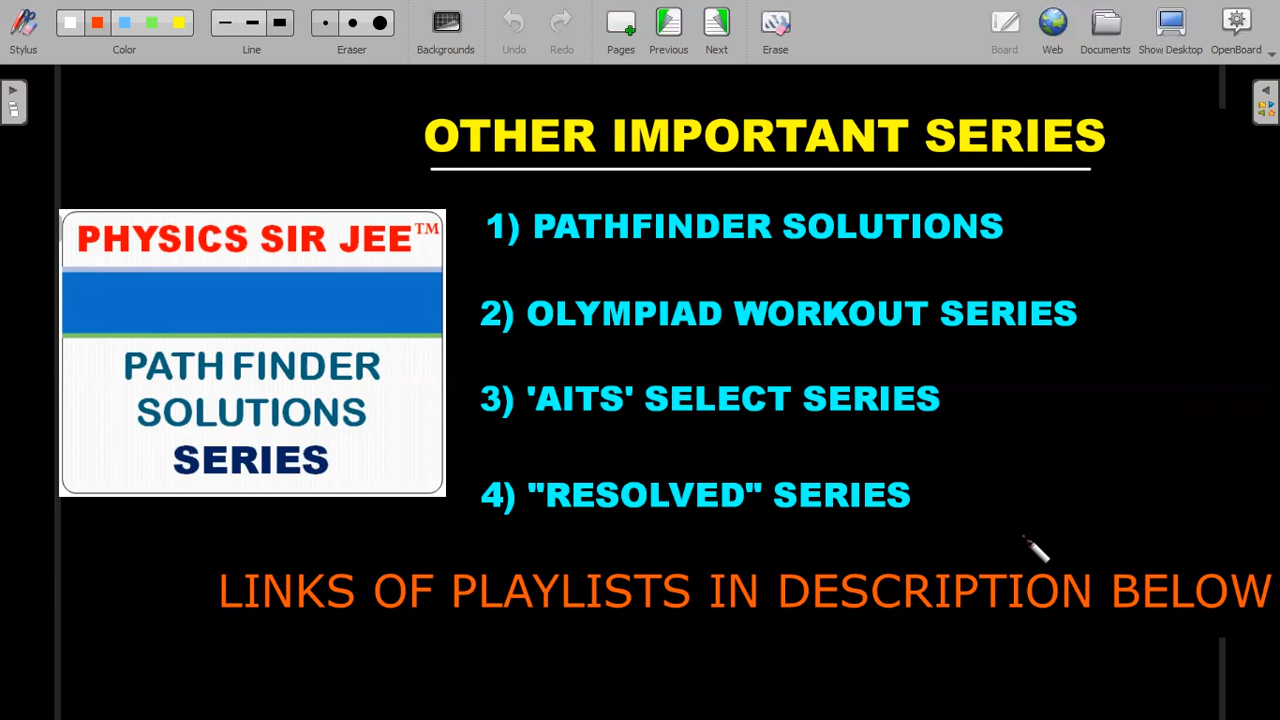 Stylus
Color
Line
Eraser
Backgrounds
Undo
Redo
Pages
Previous
Next
Erase
Board
Web
Documents
Show Desktop
OpenBoard
OTHER IMPORTANT SERIES
PHYSICS SIR JEE™
PATH FINDER
SOLUTIONS
SERIES
1) PATHFINDER SOLUTIONS
2) OLYMPIAD WORKOUT SERIES
3) 'AITS' SELECT SERIES
4) "RESOLVED" SERIES
LINKS OF PLAYLISTS IN DESCRIPTION BELOW